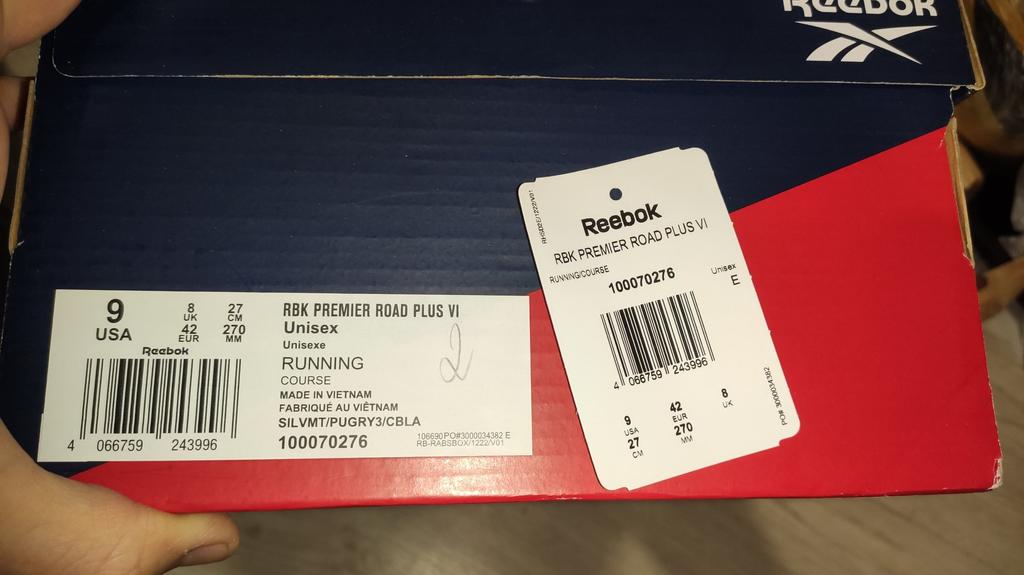 Reebok
9
USA
8
UK
27
CM
42
EUR
270
MM
Reebok
4 066759 243996
RBK PREMIER ROAD PLUS VI
Unisex
Unisexe
RUNNING
COURSE
MADE IN VIETNAM
FABRIQUÉ AU VIÊTNAM
SILVMT/PUGRY3/CBLA
100070276
106690PO#3000034382 E
RB-RABSBOX/1222/V01
2
Reebok
RBK PREMIER ROAD PLUS VI
RUNNING/COURSE
Unisex
100070276
E
4 066759 243996
9
USA
42
EUR
8
UK
27
CM
270
MM